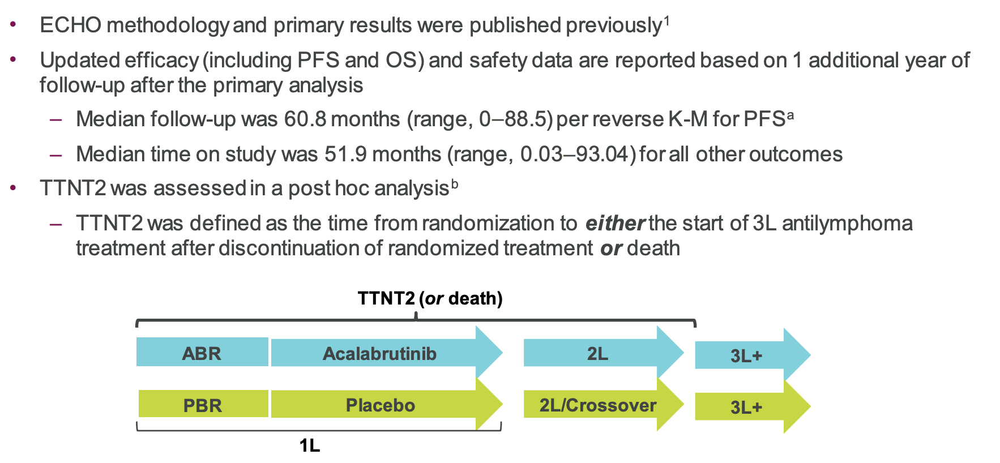 • ECHO methodology and primary results were published previously¹
• Updated efficacy (including PFS and OS) and safety data are reported based on 1 additional year of
follow-up after the primary analysis
– Median follow-up was 60.8 months (range, 0–88.5) per reverse K-M for PFSᵃ
– Median time on study was 51.9 months (range, 0.03–93.04) for all other outcomes
• TTNT2 was assessed in a post hoc analysisᵇ
– TTNT2 was defined as the time from randomization to either the start of 3L antilymphoma
treatment after discontinuation of randomized treatment or death
TTNT2 (or death)
ABR Acalabrutinib 2L 3L+
PBR Placebo 2L/Crossover 3L+
1L